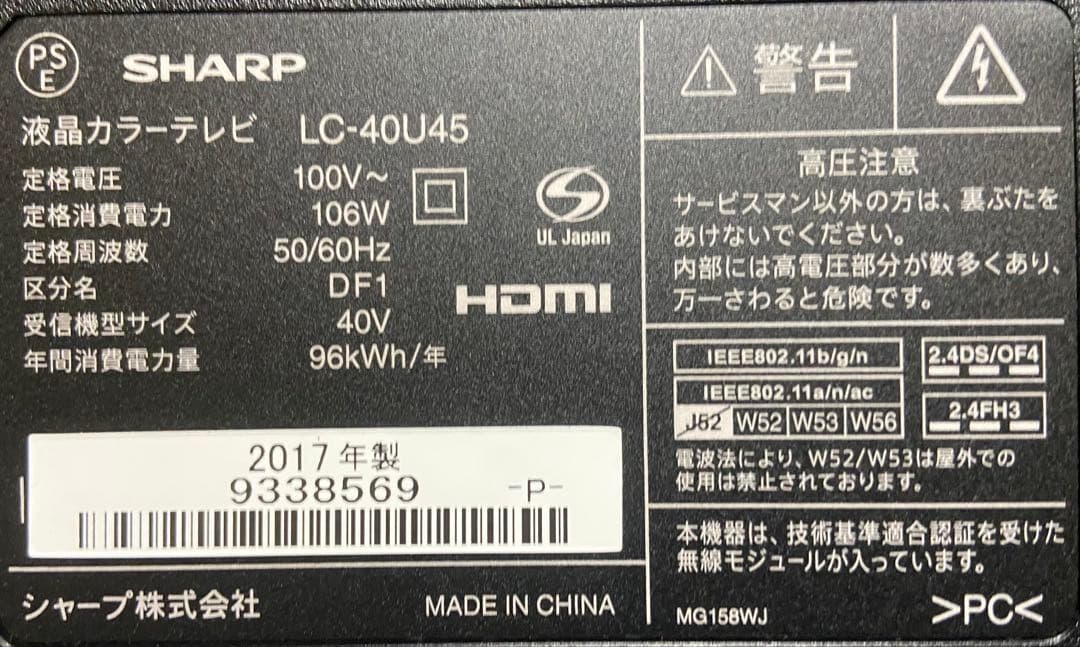 PS
E
SHARP
液晶カラーテレビ LC-40U45
定格電圧 100V～
定格消費電力 106W
定格周波数 50/60Hz
区分名 DF1
受信機型サイズ 40V
年間消費電力量 96kWh/年
UL Japan
HDMI
2017年製
9338569 -P-
シャープ株式会社 MADE IN CHINA
警告
高圧注意
サービスマン以外の方は、裏ぶたを
あけないでください。
内部には高電圧部分が数多くあり、
万一さわると危険です。
IEEE802.11b/g/n
IEEE802.11a/n/ac
J52 W52 W53 W56
2.4DS/OF4
2.4FH3
電波法により、W52/W53は屋外での
使用は禁止されております。
本機器は、技術基準適合認証を受けた
無線モジュールが入っています。
MG158WJ >PC<